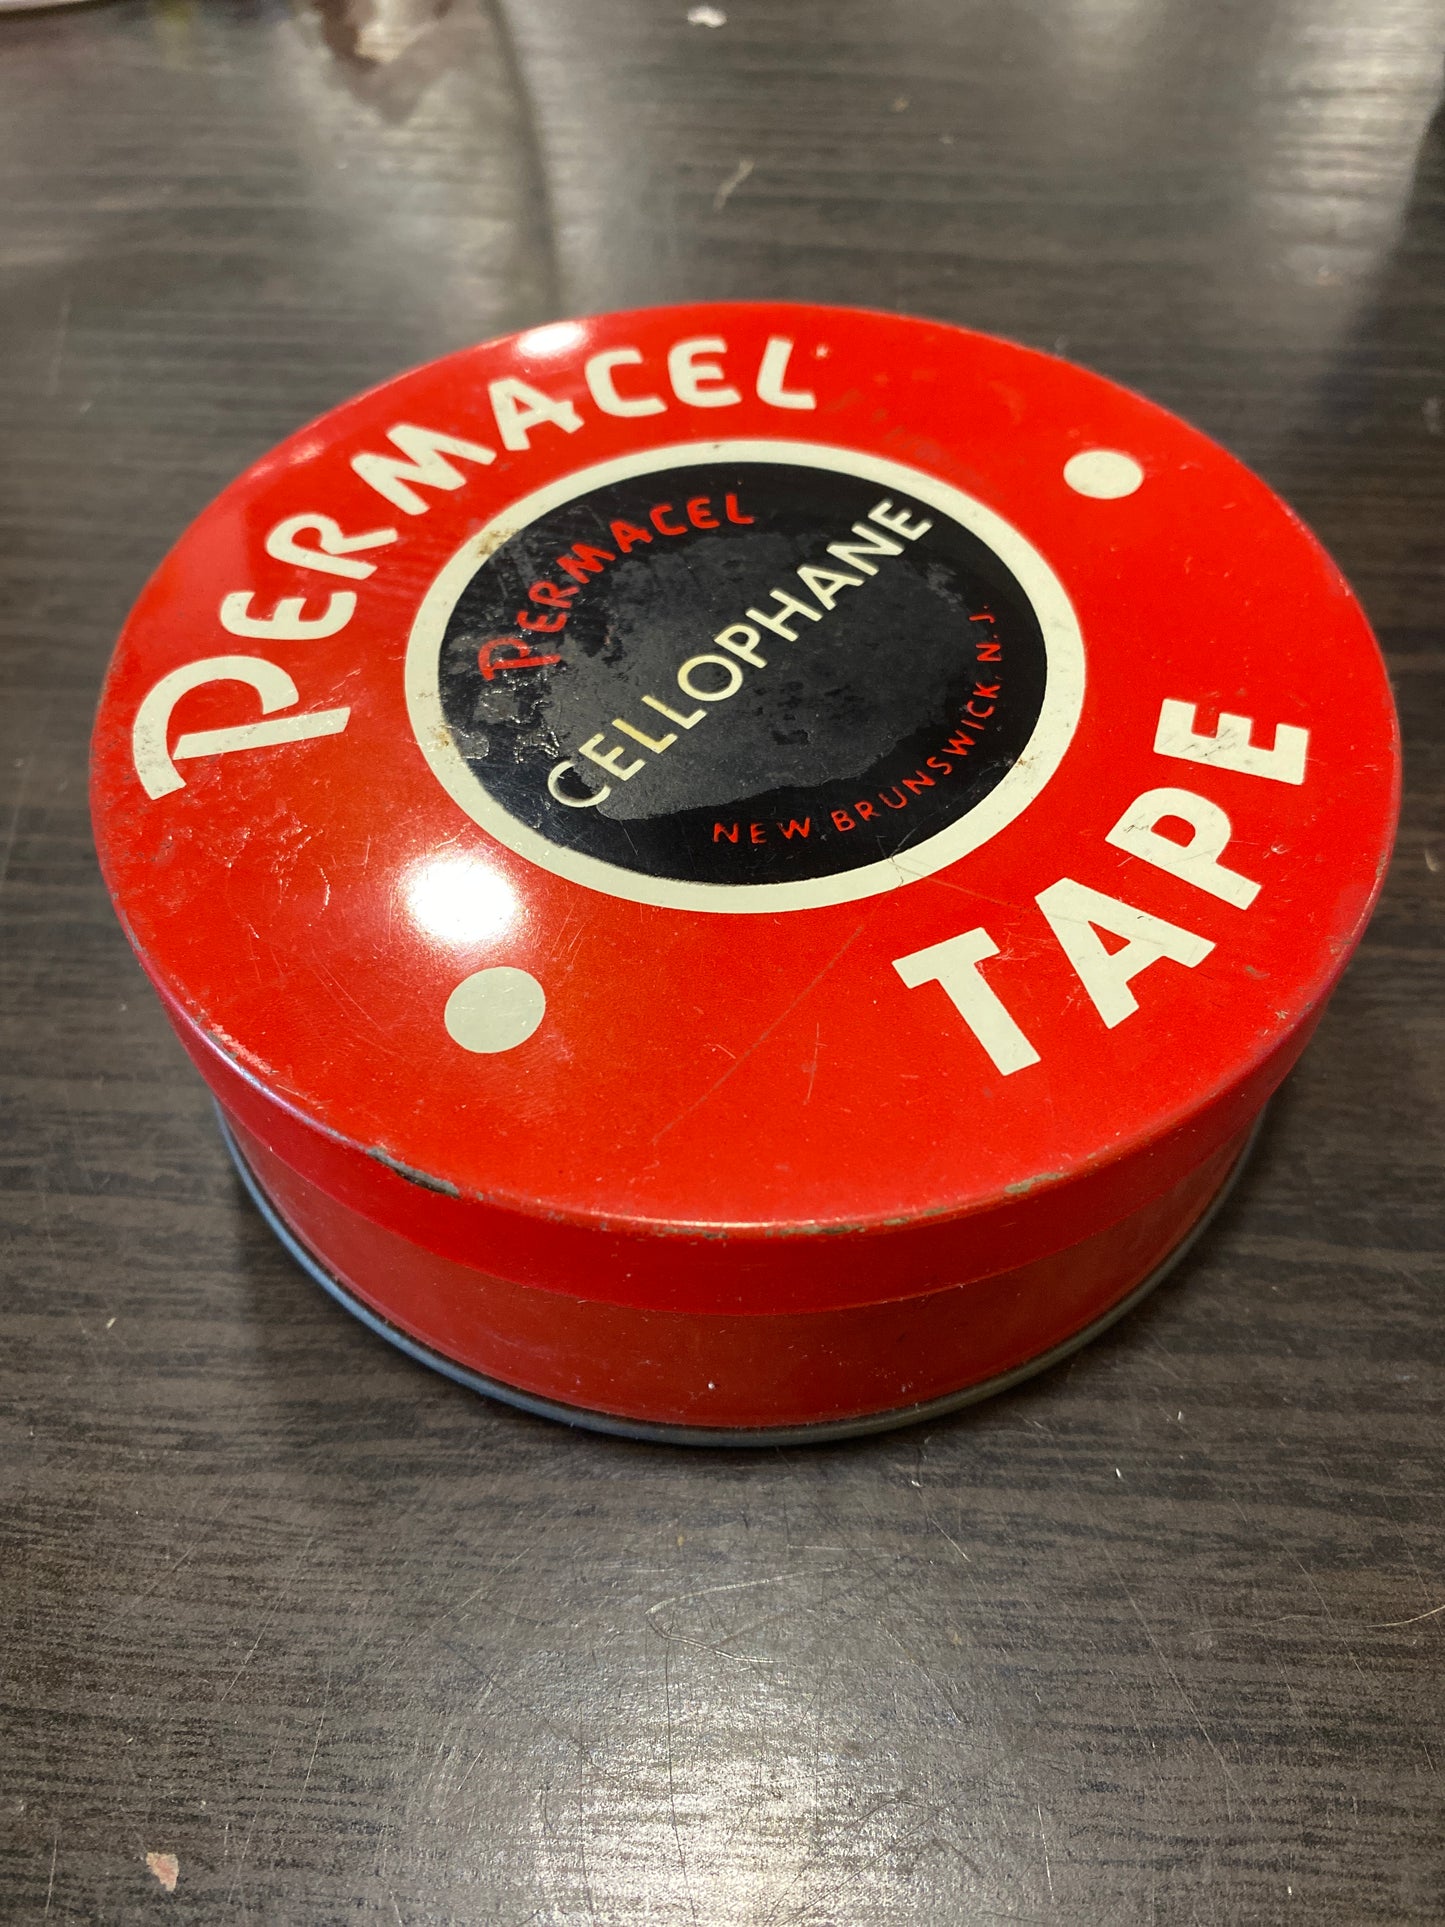 PERMACEL
PERMACEL
CELLOPHANE
NEW BRUNSWICK, N. J.
TAPE